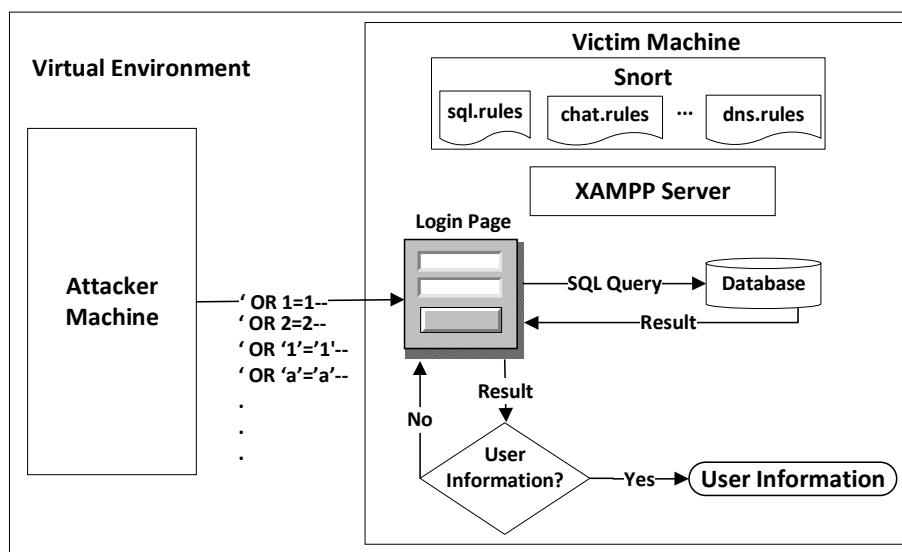 Virtual Environment
Victim Machine
Snort
sql.rules
chat.rules
...
dns.rules
XAMPP Server
Login Page
Attacker
Machine
‘ OR 1=1--
‘ OR 2=2--
‘ OR ‘1’=’1'--
‘ OR ‘a’=’a’--
.
.
.
SQL Query
Database
Result
Result
No
User
Information?
Yes
User Information